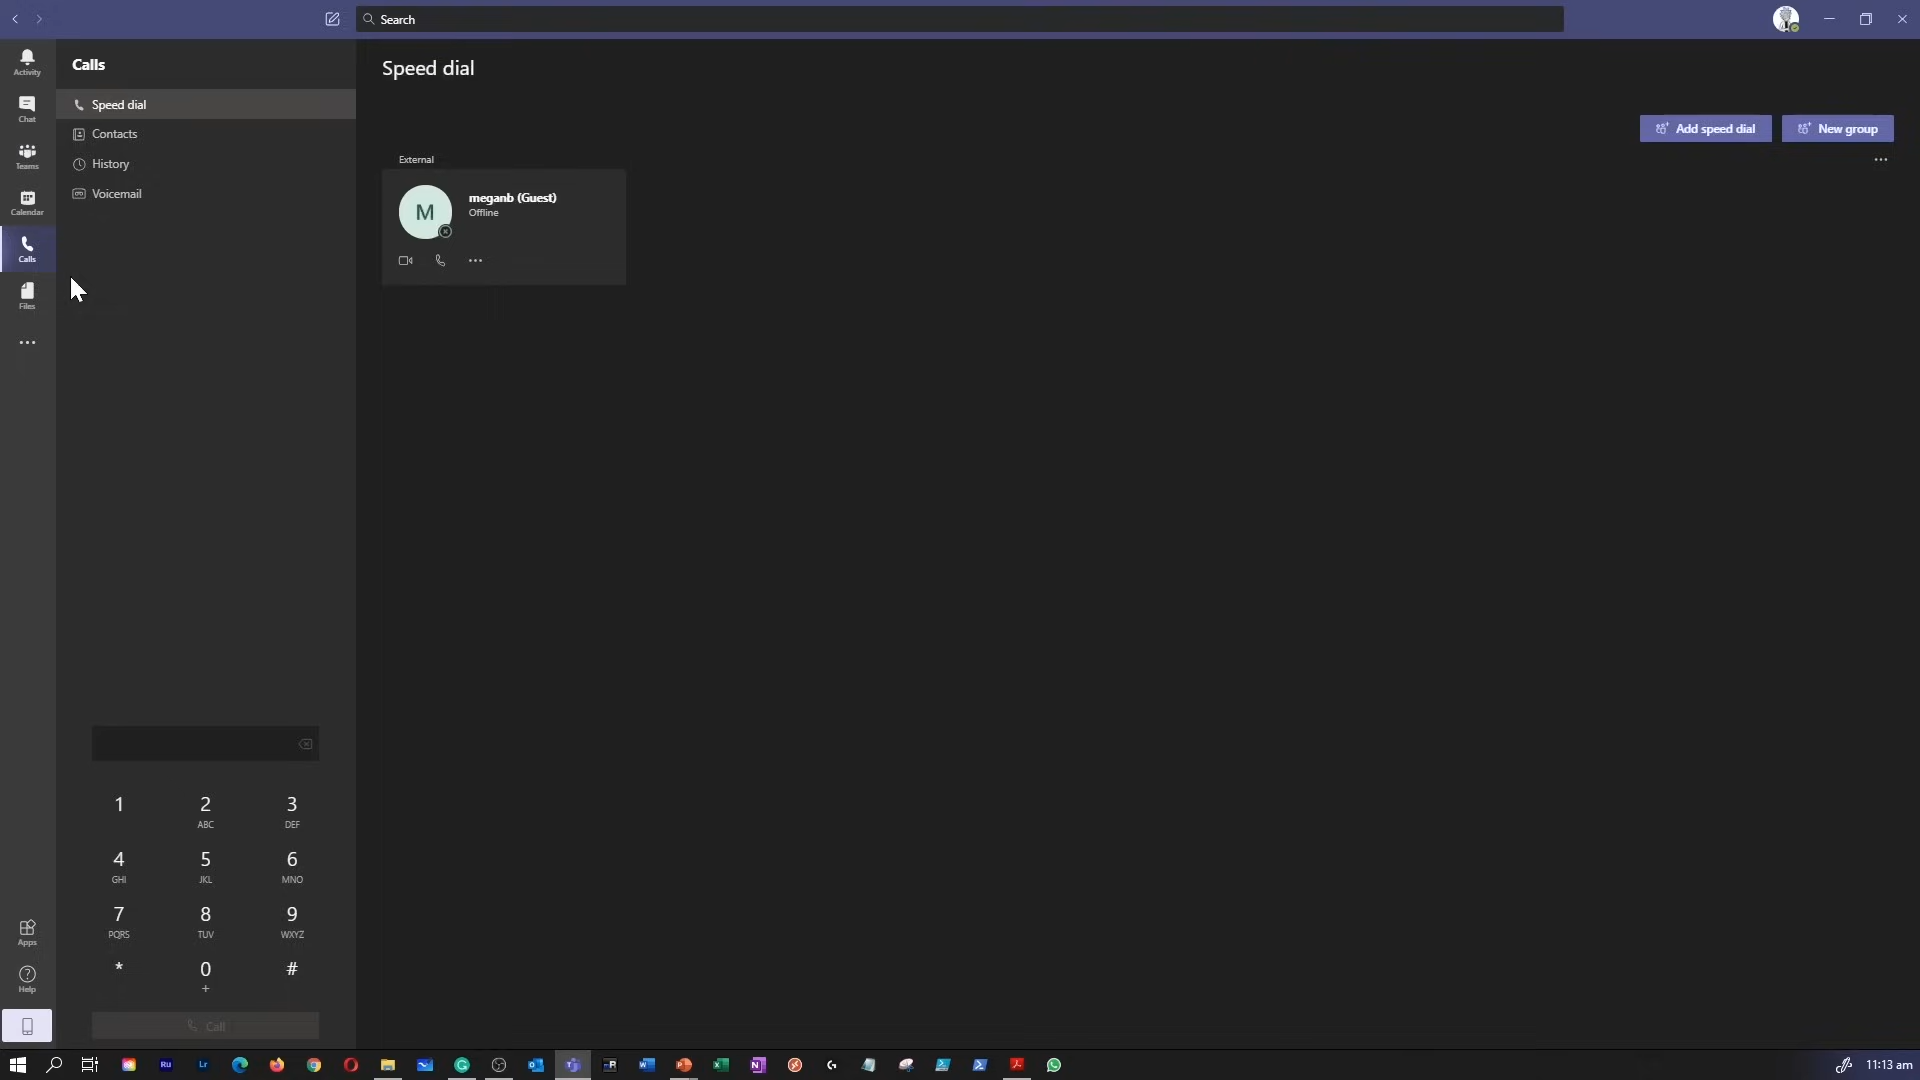 Search
Activity
Chat
Teams
Calendar
Calls
Files
Apps
Help
Calls
Speed dial
Contacts
History
Voicemail
1
2
ABC
3
DEF
4
GHI
5
JKL
6
MNO
7
PQRS
8
TUV
9
WXYZ
*
0
+
#
Call
Speed dial
Add speed dial
New group
External
M
meganb (Guest)
Offline
Ru
Lr
11:13 am